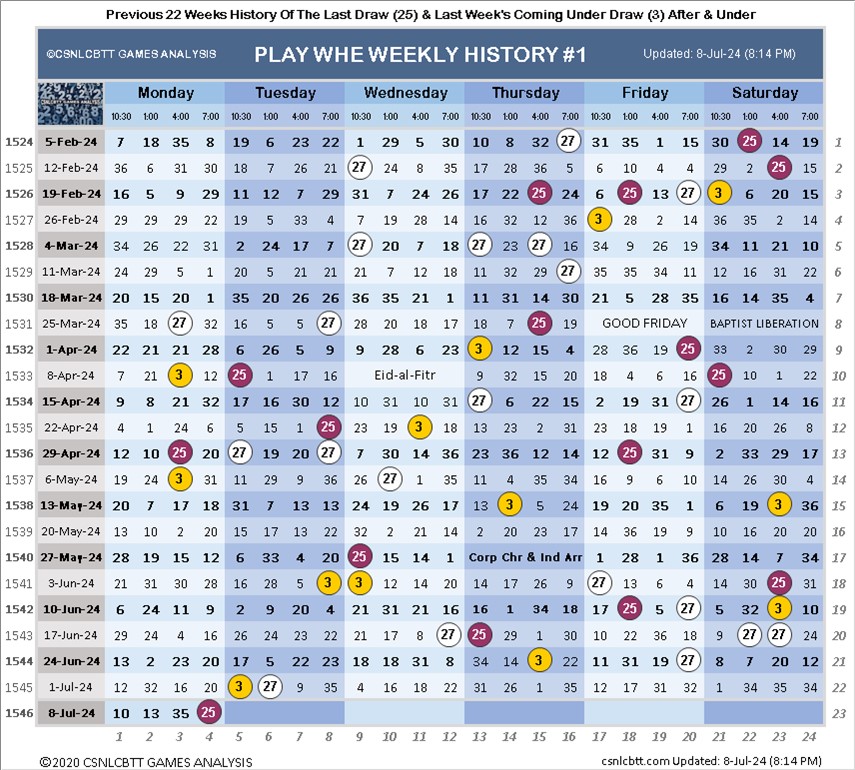 Previous 22 Weeks History Of The Last Draw (25) & Last Week's Coming Under Draw (3) After & Under
©CSNLCBTT GAMES ANALYSIS PLAY WHE WEEKLY HISTORY #1 Updated: 8-Jul-24 (8:14 PM)
Monday Tuesday Wednesday Thursday Friday Saturday
CSNLCBTT GAMES ANALYSIS 10:30 1:00 4:00 7:00 10:30 1:00 4:00 7:00 10:30 1:00 4:00 7:00 10:30 1:00 4:00 7:00 10:30 1:00 4:00 7:00 10:30 1:00 4:00 7:00
1524 5-Feb-24 7 18 35 8 19 6 23 22 1 29 5 30 10 8 32 27 31 35 1 15 30 25 14 19 1
1525 12-Feb-24 36 6 31 30 18 7 26 21 27 24 8 35 17 28 36 5 6 10 4 4 29 2 25 15 2
1526 19-Feb-24 16 5 9 29 11 12 7 29 31 7 24 26 17 22 25 24 6 25 13 27 3 6 20 15 3
1527 26-Feb-24 29 29 29 22 19 5 33 4 7 19 28 14 16 32 12 36 3 28 2 14 36 35 2 14 4
1528 4-Mar-24 34 26 22 31 2 24 17 7 27 20 7 18 27 23 27 16 34 9 26 19 34 11 21 10 5
1529 11-Mar-24 24 29 5 1 20 5 21 21 21 7 12 18 11 32 29 27 35 35 34 11 12 16 31 22 6
1530 18-Mar-24 20 15 20 1 35 20 26 26 36 35 21 1 11 31 14 30 21 5 28 35 16 14 35 4 7
1531 25-Mar-24 35 18 27 32 16 5 5 27 28 20 18 17 18 7 25 19 GOOD FRIDAY BAPTIST LIBERATION 8
1532 1-Apr-24 22 21 21 28 6 26 5 9 9 28 6 23 3 12 15 4 28 36 19 25 33 2 30 29 9
1533 8-Apr-24 7 21 3 12 25 1 17 16 Eid-al-Fitr 9 32 15 20 18 4 6 16 25 10 1 22 10
1534 15-Apr-24 9 8 21 32 17 16 30 12 10 31 10 31 27 6 22 15 2 19 31 27 26 1 14 16 11
1535 22-Apr-24 4 1 24 6 5 15 1 25 23 19 3 18 13 23 2 31 23 18 19 1 16 20 26 8 12
1536 29-Apr-24 12 10 25 20 27 19 20 27 7 30 14 36 23 36 12 14 18 25 31 9 2 33 29 17 13
1537 6-May-24 19 24 3 31 11 29 9 36 26 27 1 35 11 4 35 34 16 9 6 10 14 26 30 4 14
1538 13-May-24 20 7 17 18 31 7 13 13 24 19 26 17 36 3 5 24 19 20 35 1 6 19 3 36 15
1539 20-May-24 13 10 2 20 15 17 13 22 32 2 21 14 2 20 23 17 14 36 19 9 10 16 20 20 16
1540 27-May-24 28 19 15 12 6 33 4 20 25 15 14 1 Corp Chr & Ind Arr 1 28 1 36 28 14 7 34 17
1541 3-Jun-24 21 31 30 28 16 28 5 3 3 12 14 20 14 17 26 9 27 13 6 4 14 30 25 31 18
1542 10-Jun-24 6 24 11 9 2 9 20 4 21 31 21 16 16 1 34 18 17 25 5 27 5 32 3 10 19
1543 17-Jun-24 29 24 4 16 26 24 23 22 21 17 8 27 25 29 1 30 10 22 36 18 9 27 27 24 20
1544 24-Jun-24 13 2 23 20 17 5 22 23 18 18 31 8 34 14 3 22 11 31 19 27 8 7 20 12 21
1545 1-Jul-24 12 32 16 20 3 27 9 35 4 16 18 22 31 26 1 35 12 17 31 32 1 34 35 34 22
1546 8-Jul-24 10 13 35 25 23
1 2 3 4 5 6 7 8 9 10 11 12 13 14 15 16 17 18 19 20 21 22 23 24
©2020 CSNLCBTT GAMES ANALYSIS csnlcbtt.com Updated: 8-Jul-24 (8:14 PM)